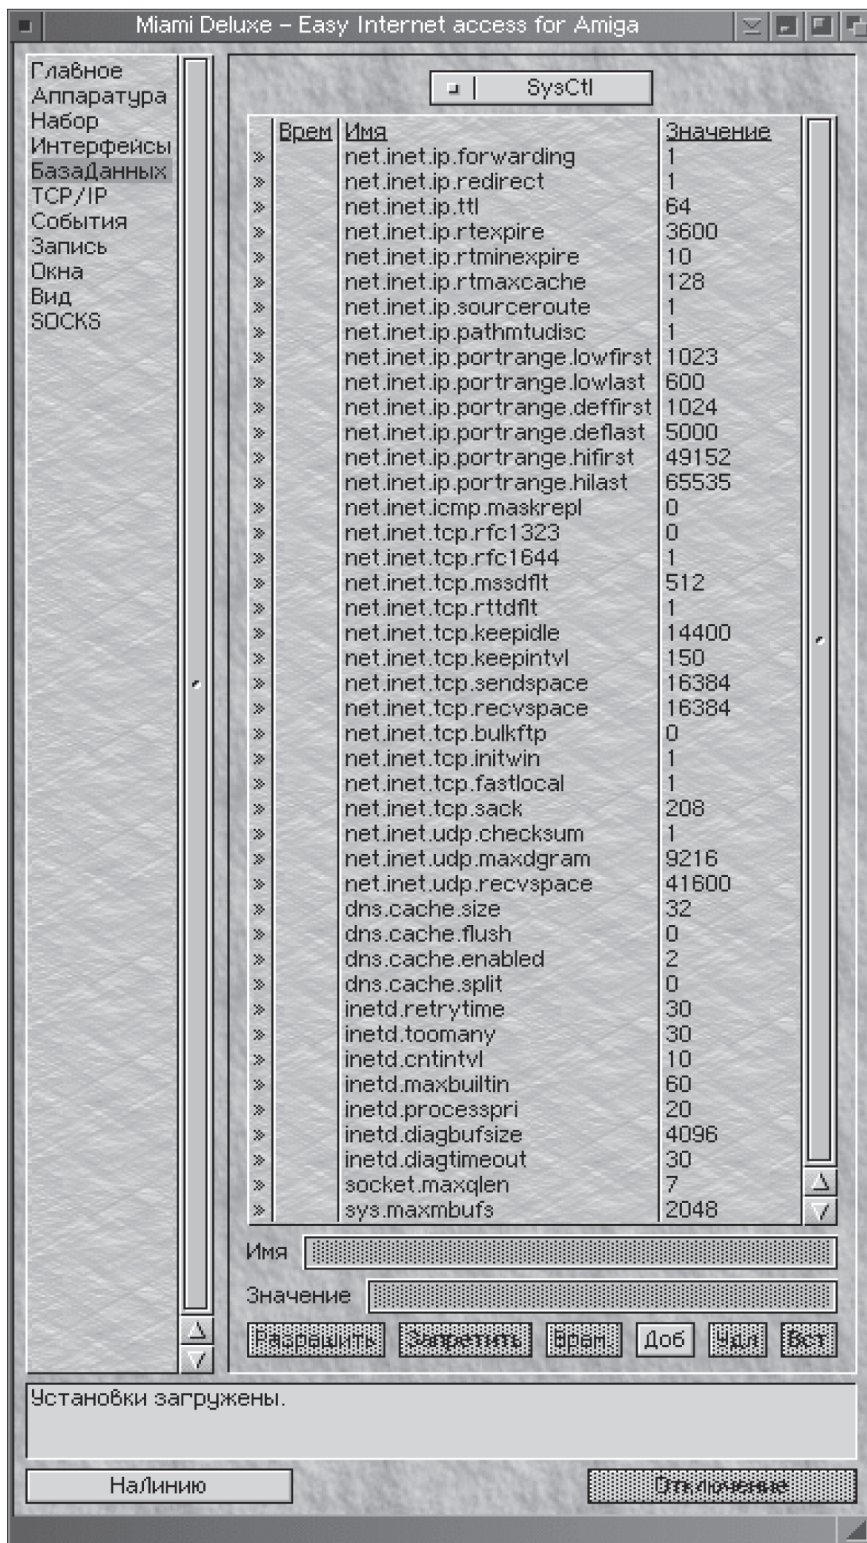 Miami Deluxe – Easy Internet access for Amiga
Главное
Аппаратура
Набор
Интерфейсы
БазаДанных
TCP/IP
События
Запись
Окна
Вид
SOCKS
SysCtl
Врем Имя Значение
» net.inet.ip.forwarding 1
» net.inet.ip.redirect 1
» net.inet.ip.ttl 64
» net.inet.ip.rtexpire 3600
» net.inet.ip.rtminexpire 10
» net.inet.ip.rtmaxcache 128
» net.inet.ip.sourceroute 1
» net.inet.ip.pathmtudisc 1
» net.inet.ip.portrange.lowfirst 1023
» net.inet.ip.portrange.lowlast 600
» net.inet.ip.portrange.deffirst 1024
» net.inet.ip.portrange.deflast 5000
» net.inet.ip.portrange.hifirst 49152
» net.inet.ip.portrange.hilast 65535
» net.inet.icmp.maskrepl 0
» net.inet.tcp.rfc1323 0
» net.inet.tcp.rfc1644 1
» net.inet.tcp.mssdflt 512
» net.inet.tcp.rttdflt 1
» net.inet.tcp.keepidle 14400
» net.inet.tcp.keepintvl 150
» net.inet.tcp.sendspace 16384
» net.inet.tcp.recvspace 16384
» net.inet.tcp.bulkftp 0
» net.inet.tcp.initwin 1
» net.inet.tcp.fastlocal 1
» net.inet.tcp.sack 208
» net.inet.udp.checksum 1
» net.inet.udp.maxdgram 9216
» net.inet.udp.recvspace 41600
» dns.cache.size 32
» dns.cache.flush 0
» dns.cache.enabled 2
» dns.cache.split 0
» inetd.retrytime 30
» inetd.toomany 30
» inetd.cntintvl 10
» inetd.maxbuiltin 60
» inetd.processpri 20
» inetd.diagbufsize 4096
» inetd.diagtimeout 30
» socket.maxqlen 7
» sys.maxmbufs 2048
Имя
Значение
Разрешить Запретить Врем. Доб Удл Вст
Установки загружены.
НаЛинию Отключение